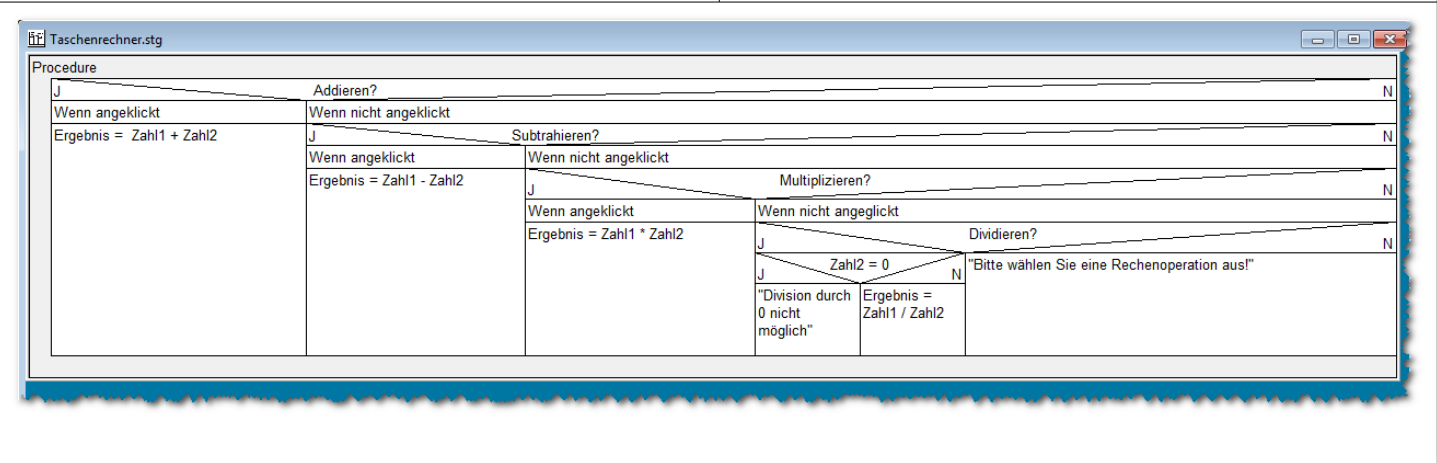 Taschenrechner.stg
Procedure
J Addieren? N
Wenn angeklickt Wenn nicht angeklickt
Ergebnis = Zahl1 + Zahl2 J Subtrahieren? N
Wenn angeklickt Wenn nicht angeklickt
Ergebnis = Zahl1 - Zahl2 J Multiplizieren? N
Wenn angeklickt Wenn nicht angeglickt
Ergebnis = Zahl1 * Zahl2 J Dividieren? N
J Zahl2 = 0 N "Bitte wählen Sie eine Rechenoperation aus!"
"Division durch Ergebnis =
0 nicht Zahl1 / Zahl2
möglich"